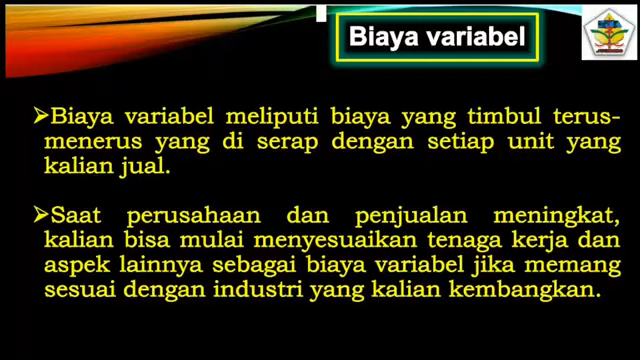 Biaya variabel
➢Biaya variabel meliputi biaya yang timbul terus-
menerus yang di serap dengan setiap unit yang
kalian jual.
➢Saat perusahaan dan penjualan meningkat,
kalian bisa mulai menyesuaikan tenaga kerja dan
aspek lainnya sebagai biaya variabel jika memang
sesuai dengan industri yang kalian kembangkan.